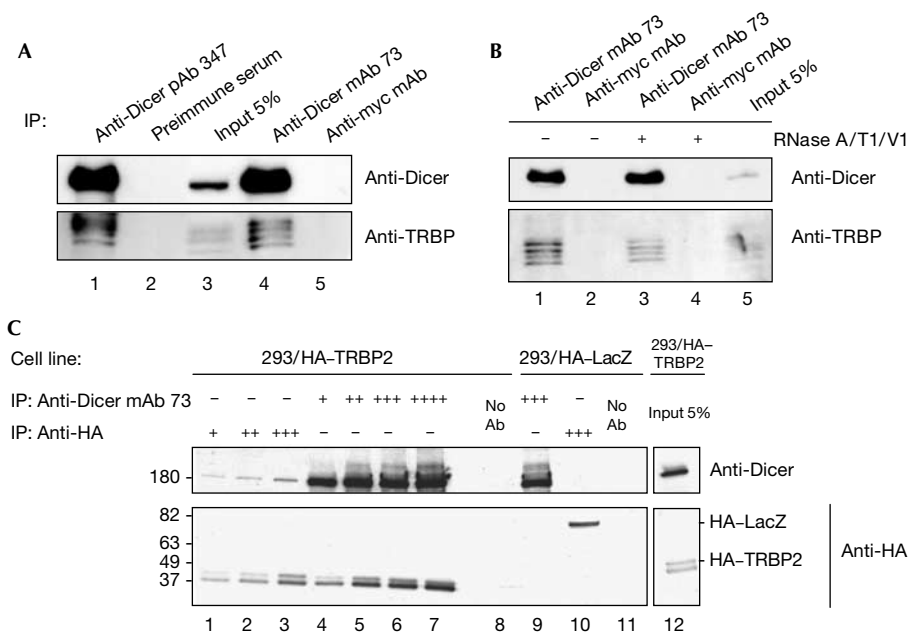 A
IP:
Anti-Dicer pAb 347
Preimmune serum
Input 5%
Anti-Dicer mAb 73
Anti-myc mAb
Anti-Dicer
Anti-TRBP
1 2 3 4 5
B
Anti-Dicer mAb 73
Anti-myc mAb
Anti-Dicer mAb 73
Anti-myc mAb
Input 5%
– – + + RNase A/T1/V1
Anti-Dicer
Anti-TRBP
1 2 3 4 5
C
Cell line: 293/HA–TRBP2 293/HA–LacZ 293/HA–
TRBP2
IP: Anti-Dicer mAb 73 – – – + ++ +++ ++++ No Ab +++ – No Ab Input 5%
IP: Anti-HA + ++ +++ – – – – – +++
180 Anti-Dicer
82 HA–LacZ
63
49 HA–TRBP2 Anti-HA
37
1 2 3 4 5 6 7 8 9 10 11 12